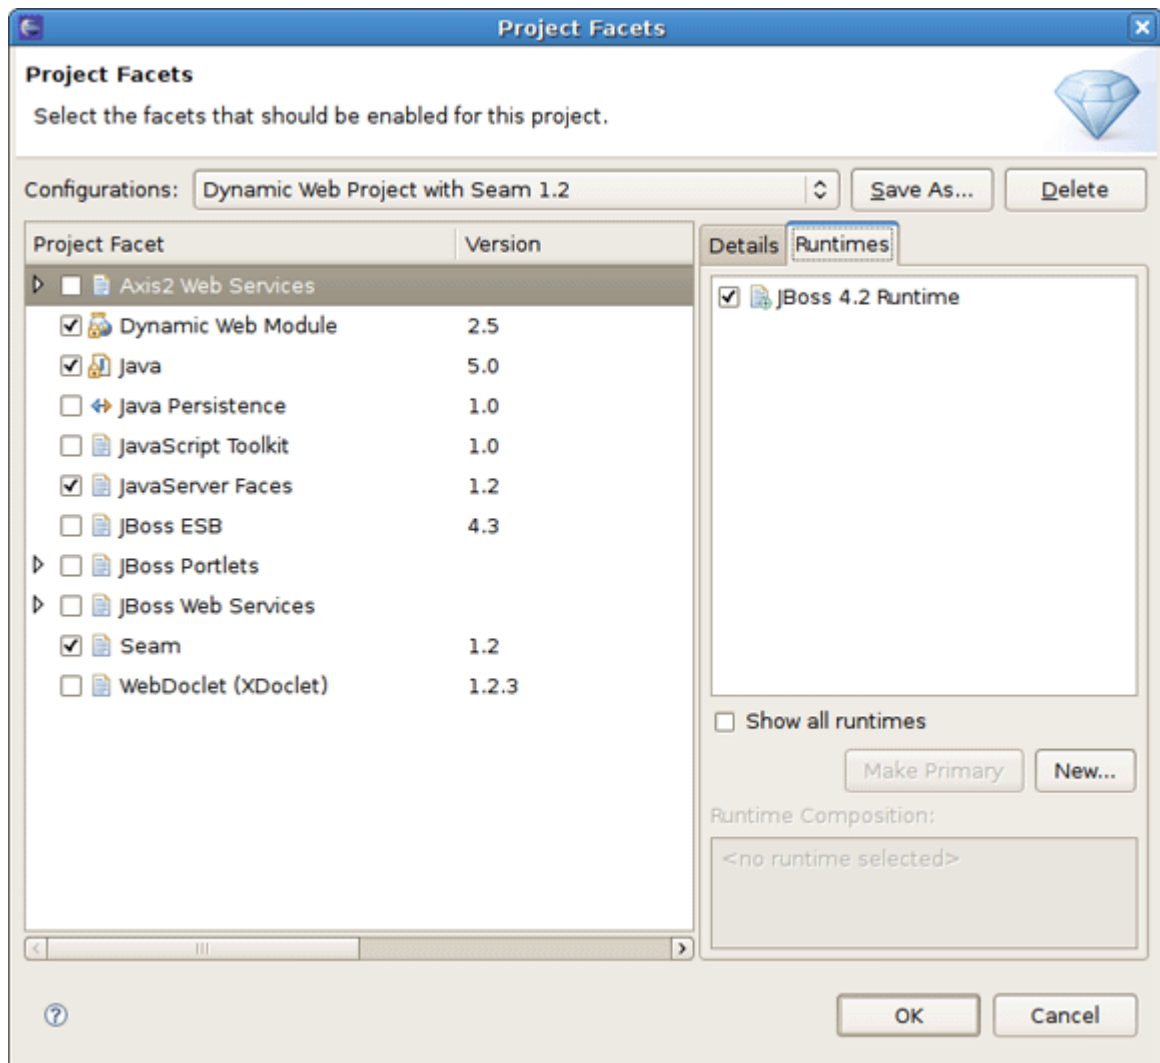 Project Facets
Project Facets
Select the facets that should be enabled for this project.
Configurations: Dynamic Web Project with Seam 1.2 Save As... Delete
Project Facet Version
Axis2 Web Services
Dynamic Web Module 2.5
Java 5.0
Java Persistence 1.0
JavaScript Toolkit 1.0
JavaServer Faces 1.2
JBoss ESB 4.3
JBoss Portlets
JBoss Web Services
Seam 1.2
WebDoclet (XDoclet) 1.2.3
Details Runtimes
JBoss 4.2 Runtime
Show all runtimes
Make Primary New...
Runtime Composition:
<no runtime selected>
OK Cancel